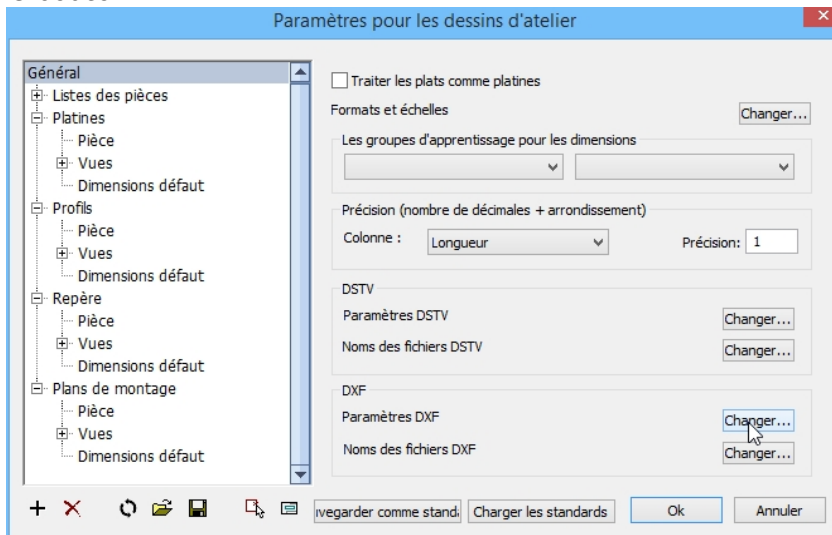 Paramètres pour les dessins d'atelier
Général
Listes des pièces
Platines
Pièce
Vues
Dimensions défaut
Profils
Pièce
Vues
Dimensions défaut
Repère
Pièce
Vues
Dimensions défaut
Plans de montage
Pièce
Vues
Dimensions défaut
Traiter les plats comme platines
Formats et échelles Changer...
Les groupes d'apprentissage pour les dimensions
Précision (nombre de décimales + arrondissement)
Colonne : Longueur Précision: 1
DSTV
Paramètres DSTV Changer...
Noms des fichiers DSTV Changer...
DXF
Paramètres DXF Changer...
Noms des fichiers DXF Changer...
comme Charger les standards Ok Annuler